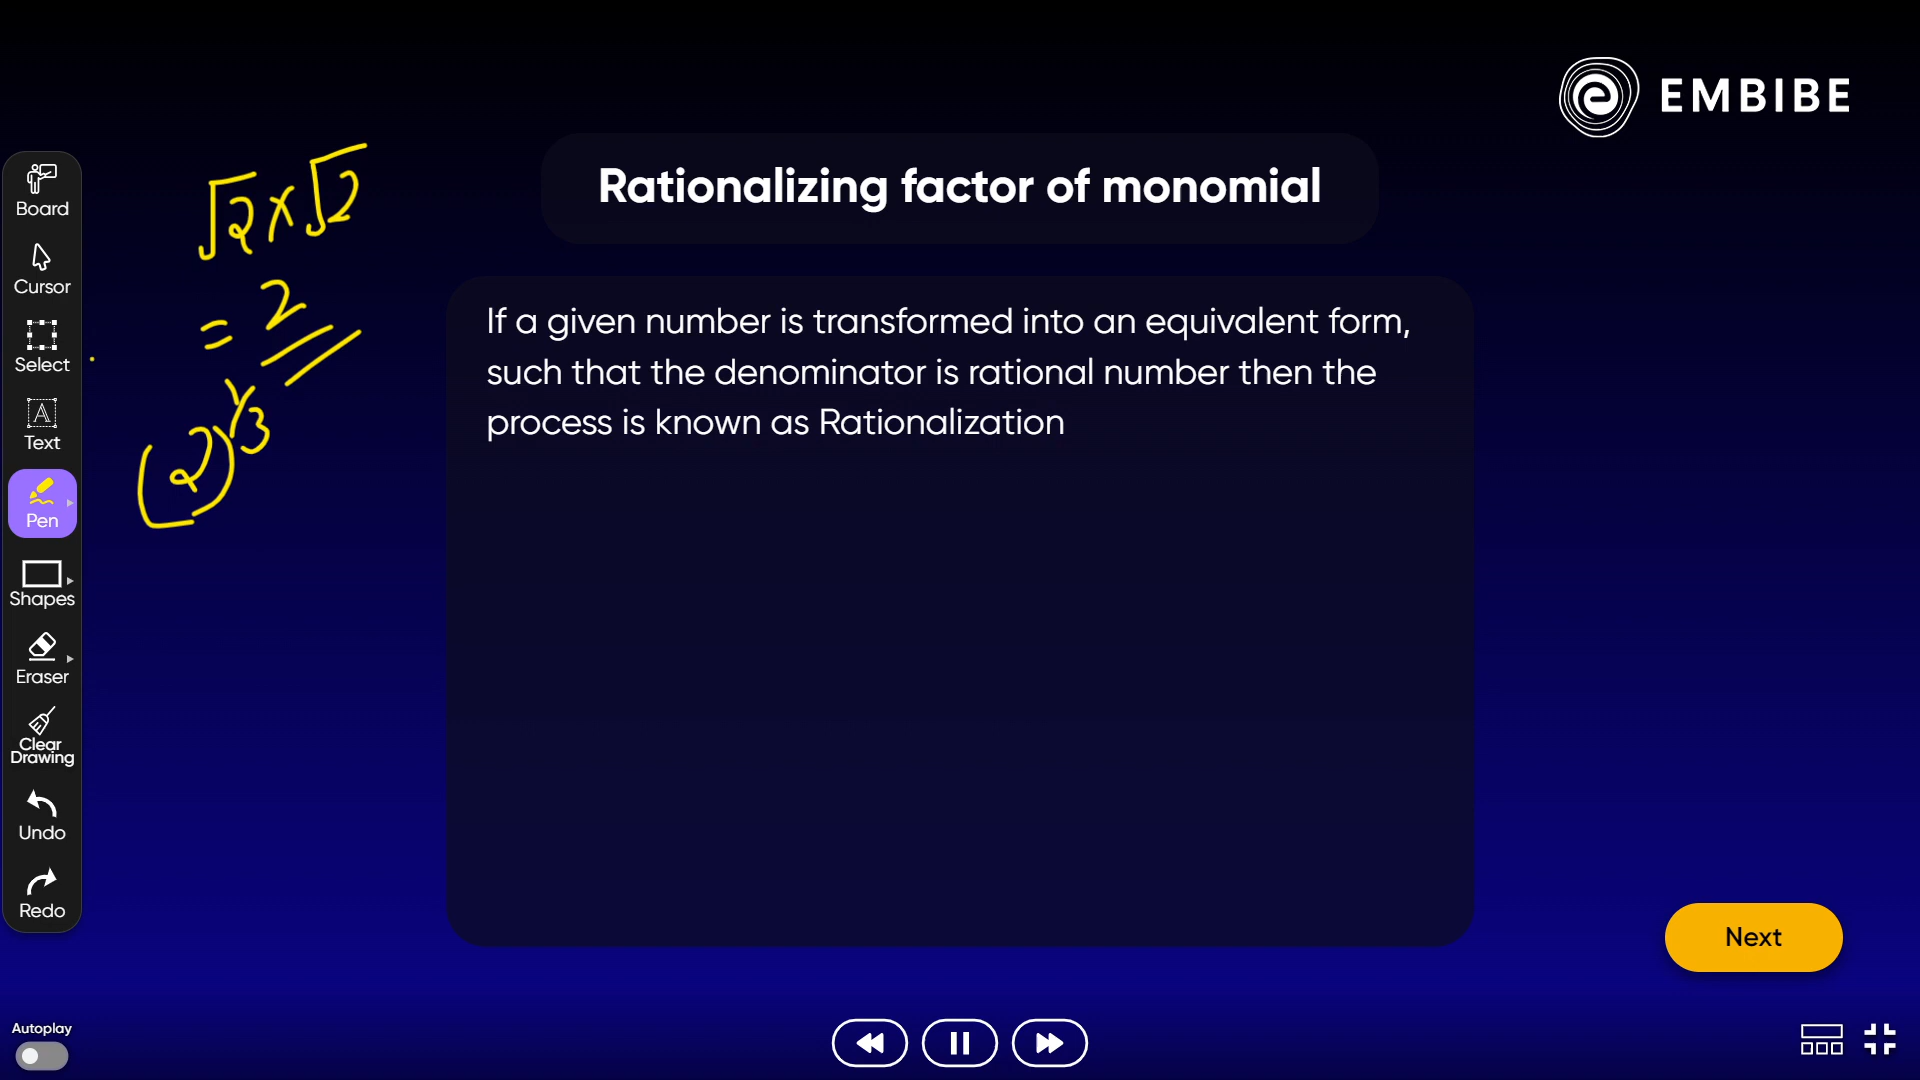 EMBIBE
Rationalizing factor of monomial
If a given number is transformed into an equivalent form,
such that the denominator is rational number then the
process is known as Rationalization
√2 x √2
= 2
(2)^1/3
Board
Cursor
Select
Text
Pen
Shapes
Eraser
Clear
Drawing
Undo
Redo
Autoplay
Next